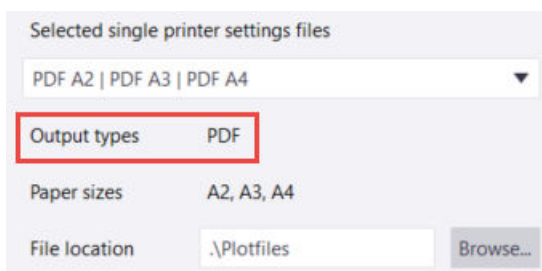 Selected single printer settings files
PDF A2 | PDF A3 | PDF A4
Output types PDF
Paper sizes A2, A3, A4
File location .\Plotfiles Browse...